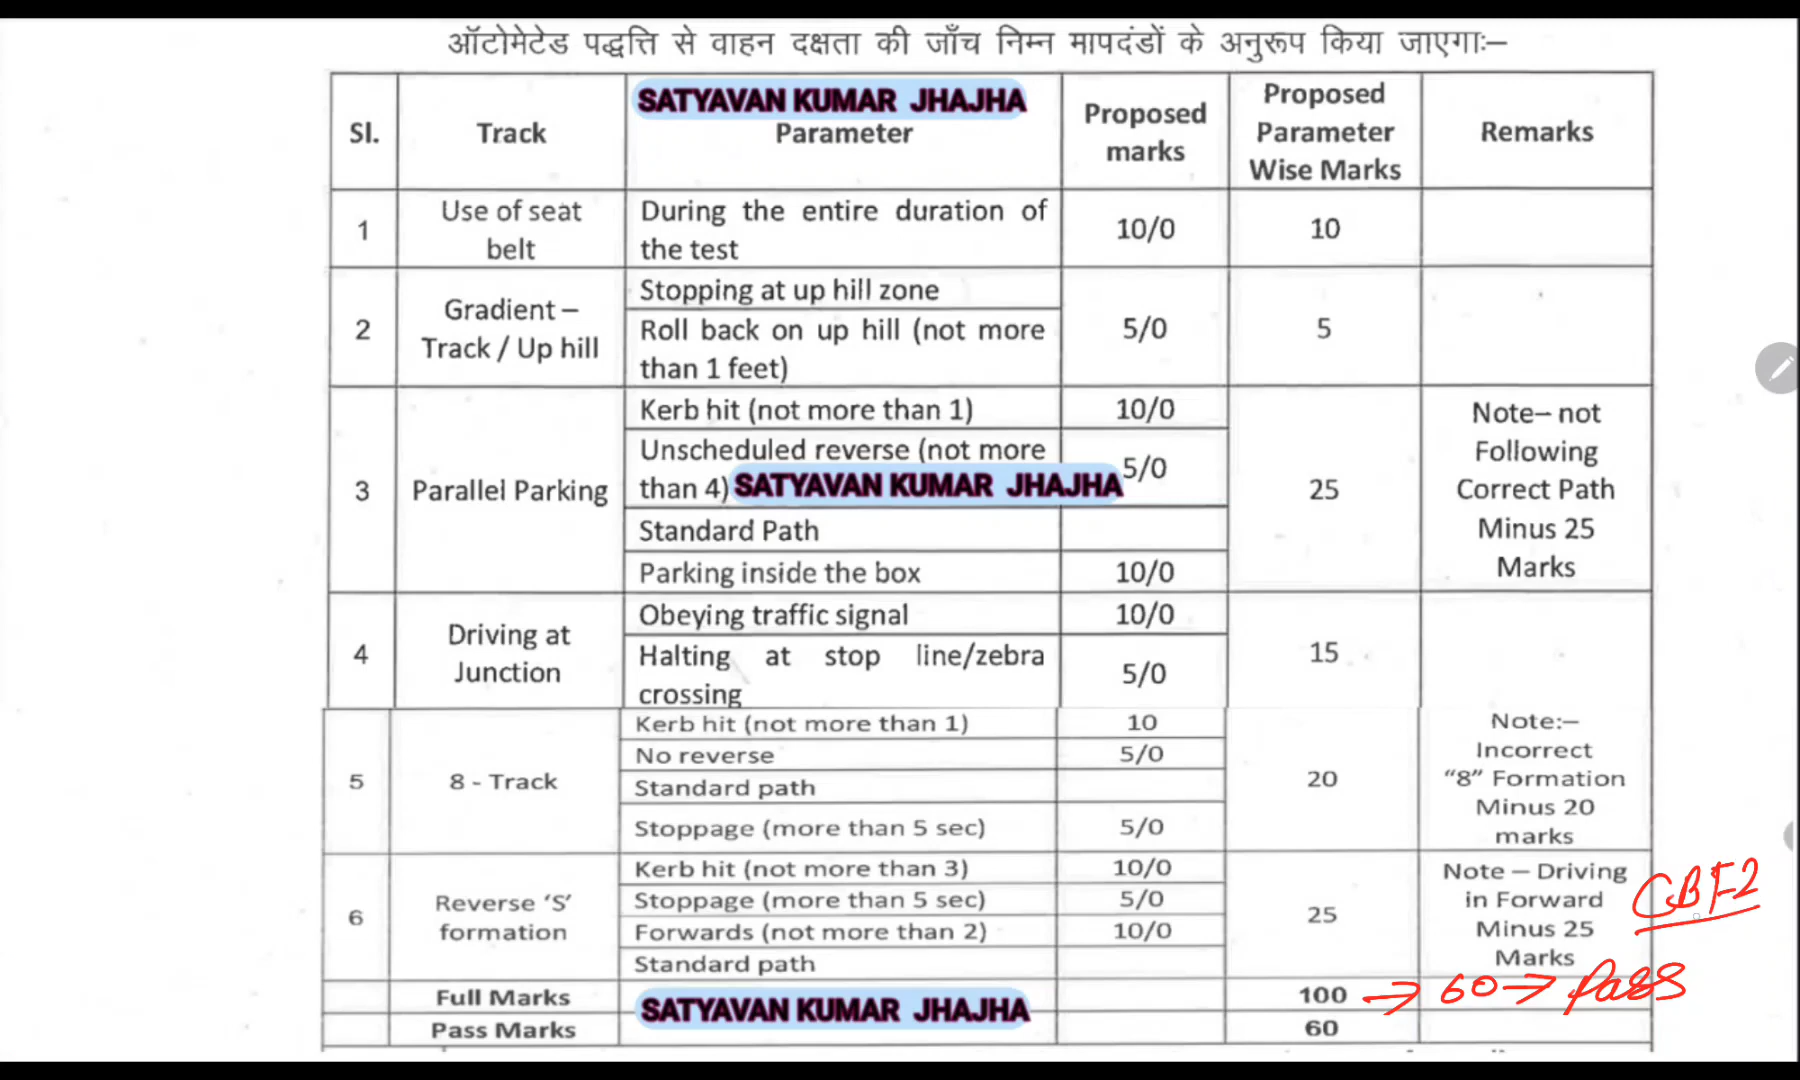 ऑटोमेटेड पद्धत्ति से वाहन दक्षता की जाँच निम्न मापदंडों के अनुरूप किया जाएगाः–
Sl. Track SATYAVAN KUMAR JHAJHA Parameter Proposed marks Proposed Parameter Wise Marks Remarks
1 Use of seat belt During the entire duration of the test 10/0 10
2 Gradient – Track / Up hill Stopping at up hill zone 5/0 5
Roll back on up hill (not more than 1 feet)
3 Parallel Parking Kerb hit (not more than 1) 10/0 25 Note– not Following Correct Path Minus 25 Marks
Unscheduled reverse (not more than 4) SATYAVAN KUMAR JHAJHA 5/0
Standard Path
Parking inside the box 10/0
4 Driving at Junction Obeying traffic signal 10/0 15
Halting at stop line/zebra crossing 5/0
5 8 - Track Kerb hit (not more than 1) 10 20 Note:– Incorrect “8” Formation Minus 20 marks
No reverse 5/0
Standard path
Stoppage (more than 5 sec) 5/0
6 Reverse ‘S’ formation Kerb hit (not more than 3) 10/0 25 Note – Driving in Forward Minus 25 Marks
Stoppage (more than 5 sec) 5/0
Forwards (not more than 2) 10/0
Standard path
Full Marks SATYAVAN KUMAR JHAJHA 100 → 60 → Pass
Pass Marks 60